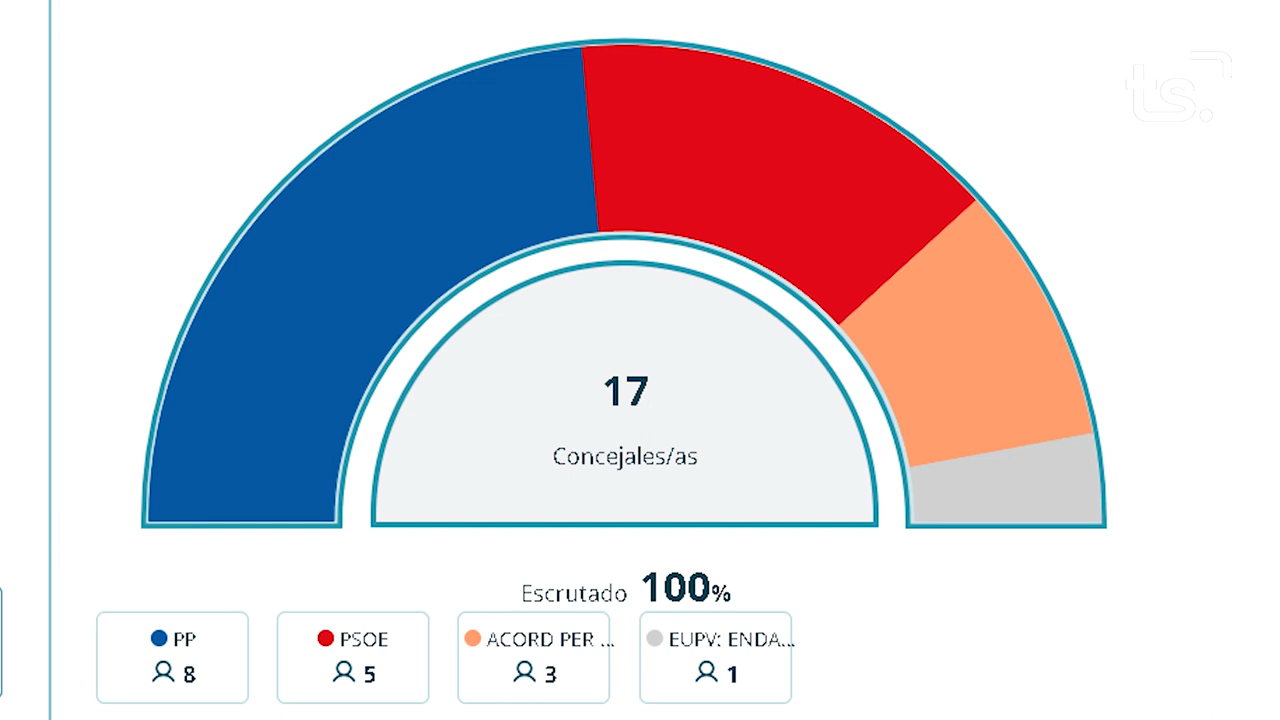 ts.
17
Concejales/as
Escrutado 100%
PP
8
PSOE
5
ACORD PER ...
3
EUPV: ENDA...
1